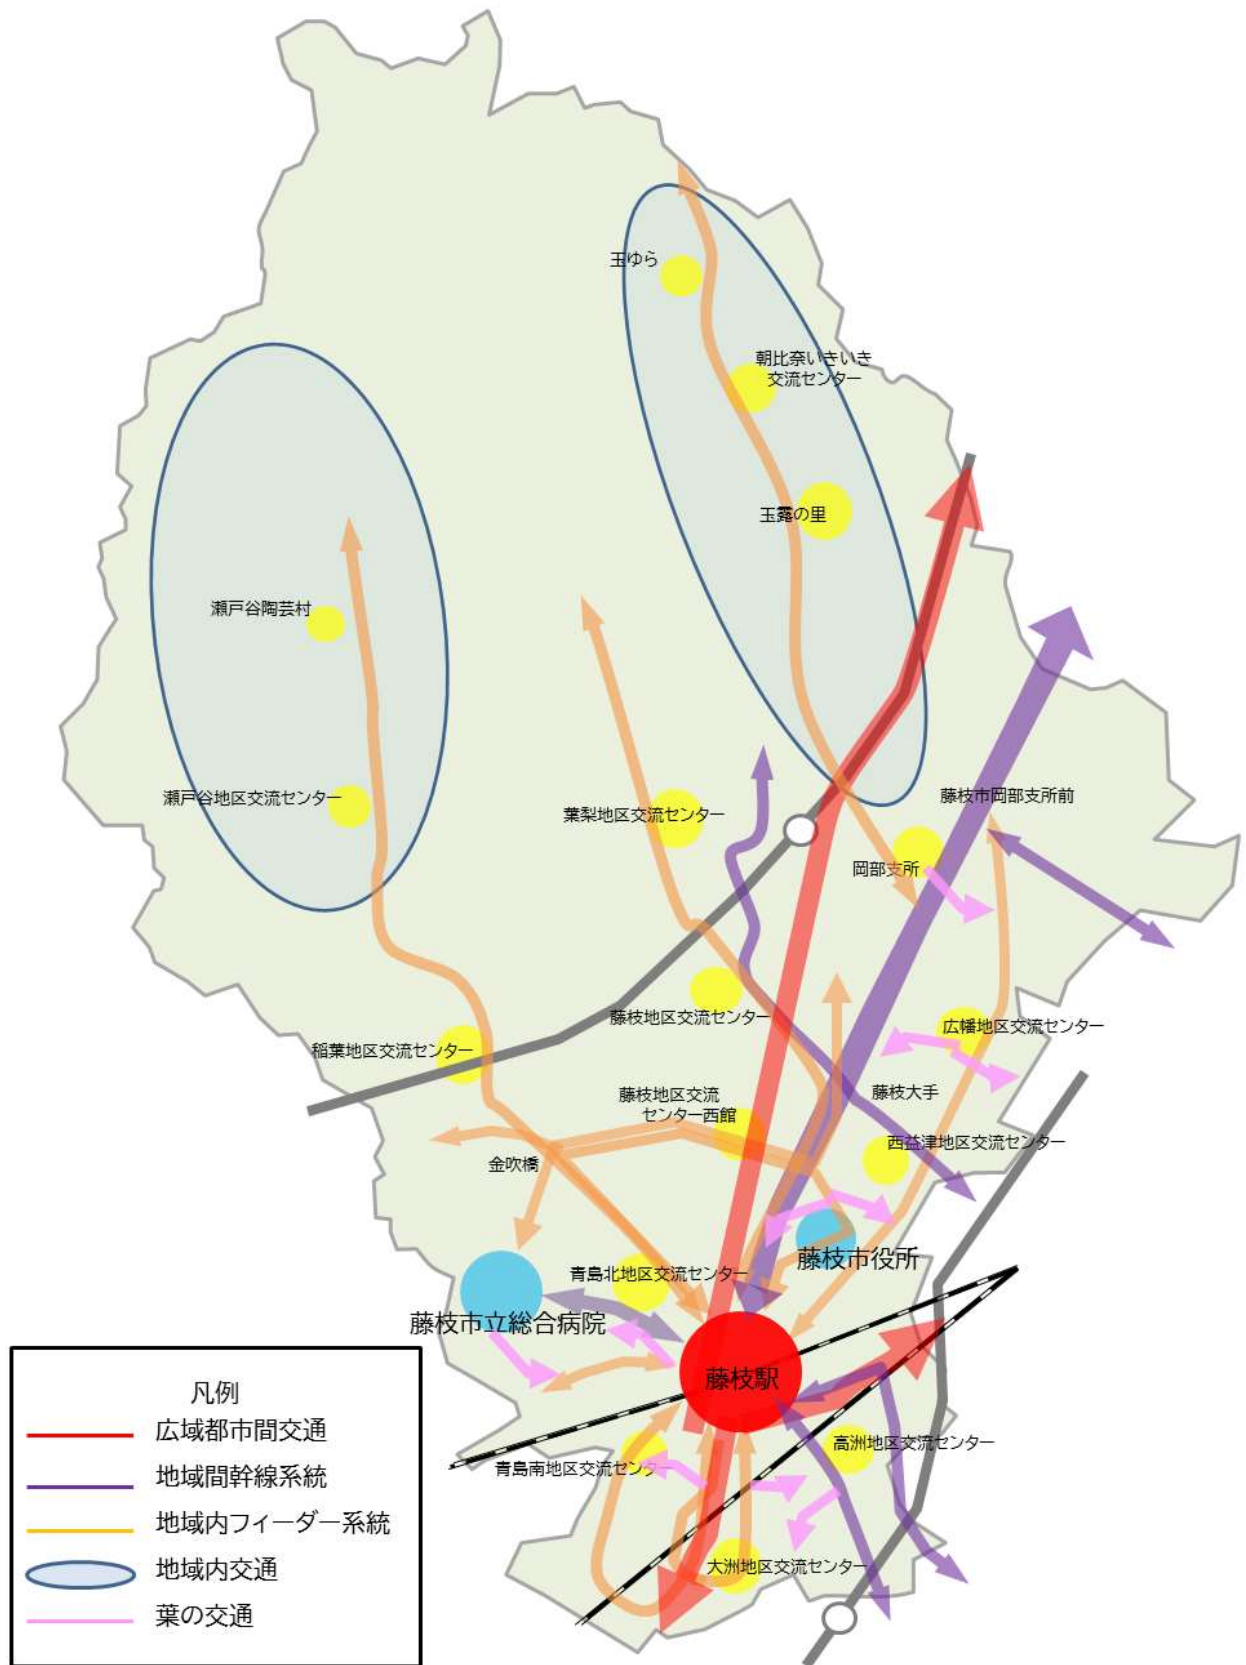 玉ゆら
朝比奈いきいき
交流センター
玉露の里
瀬戸谷陶芸村
瀬戸谷地区交流センター
葉梨地区交流センター
藤枝市岡部支所前
岡部支所
藤枝地区交流センター
広幡地区交流センター
稲葉地区交流センター
藤枝地区交流
センター西館
藤枝大手
西益津地区交流センター
金吹橋
藤枝市役所
青島北地区交流センター
藤枝市立総合病院
藤枝駅
高洲地区交流センター
青島南地区交流センター
大洲地区交流センター
凡例
広域都市間交通
地域間幹線系統
地域内フィーダー系統
地域内交通
葉の交通